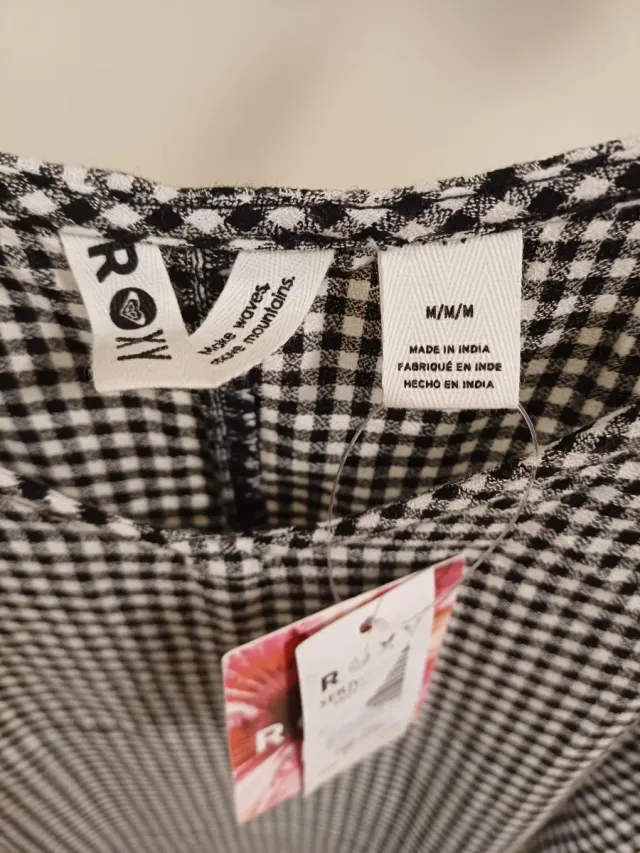 ROXY
Make waves,
move mountains.
M/M/M
MADE IN INDIA
FABRIQUÉ EN INDE
HECHO EN INDIA
ROXY
R